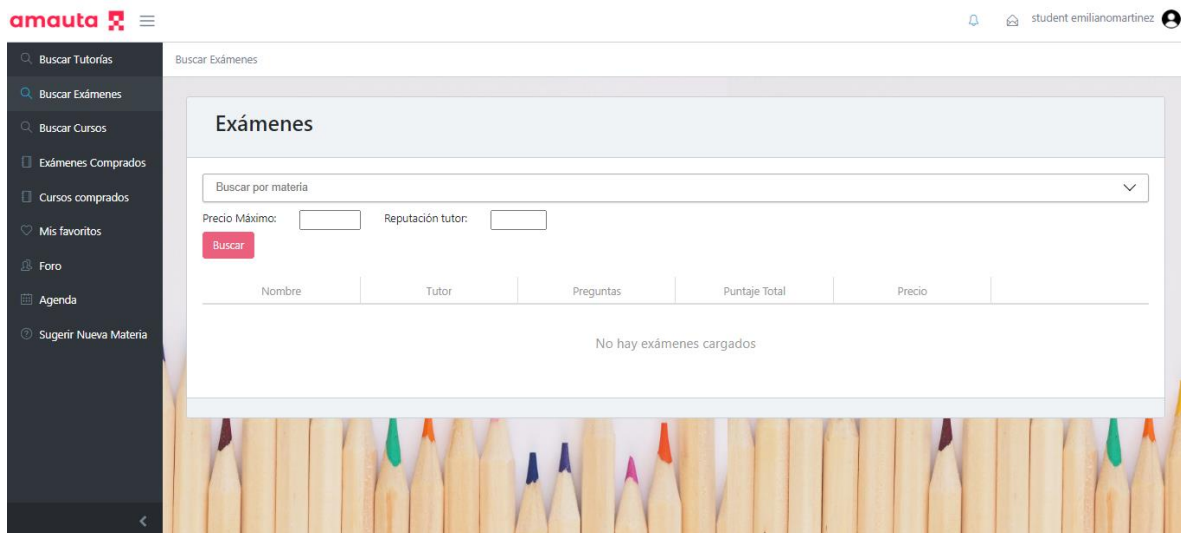 amauta
student emilianomartinez
Buscar Tutorías
Buscar Exámenes
Buscar Cursos
Exámenes Comprados
Cursos comprados
Mis favoritos
Foro
Agenda
Sugerir Nueva Materia
Buscar Exámenes
Exámenes
Buscar por materia
Precio Máximo: Reputación tutor:
Buscar
Nombre Tutor Preguntas Puntaje Total Precio
No hay exámenes cargados